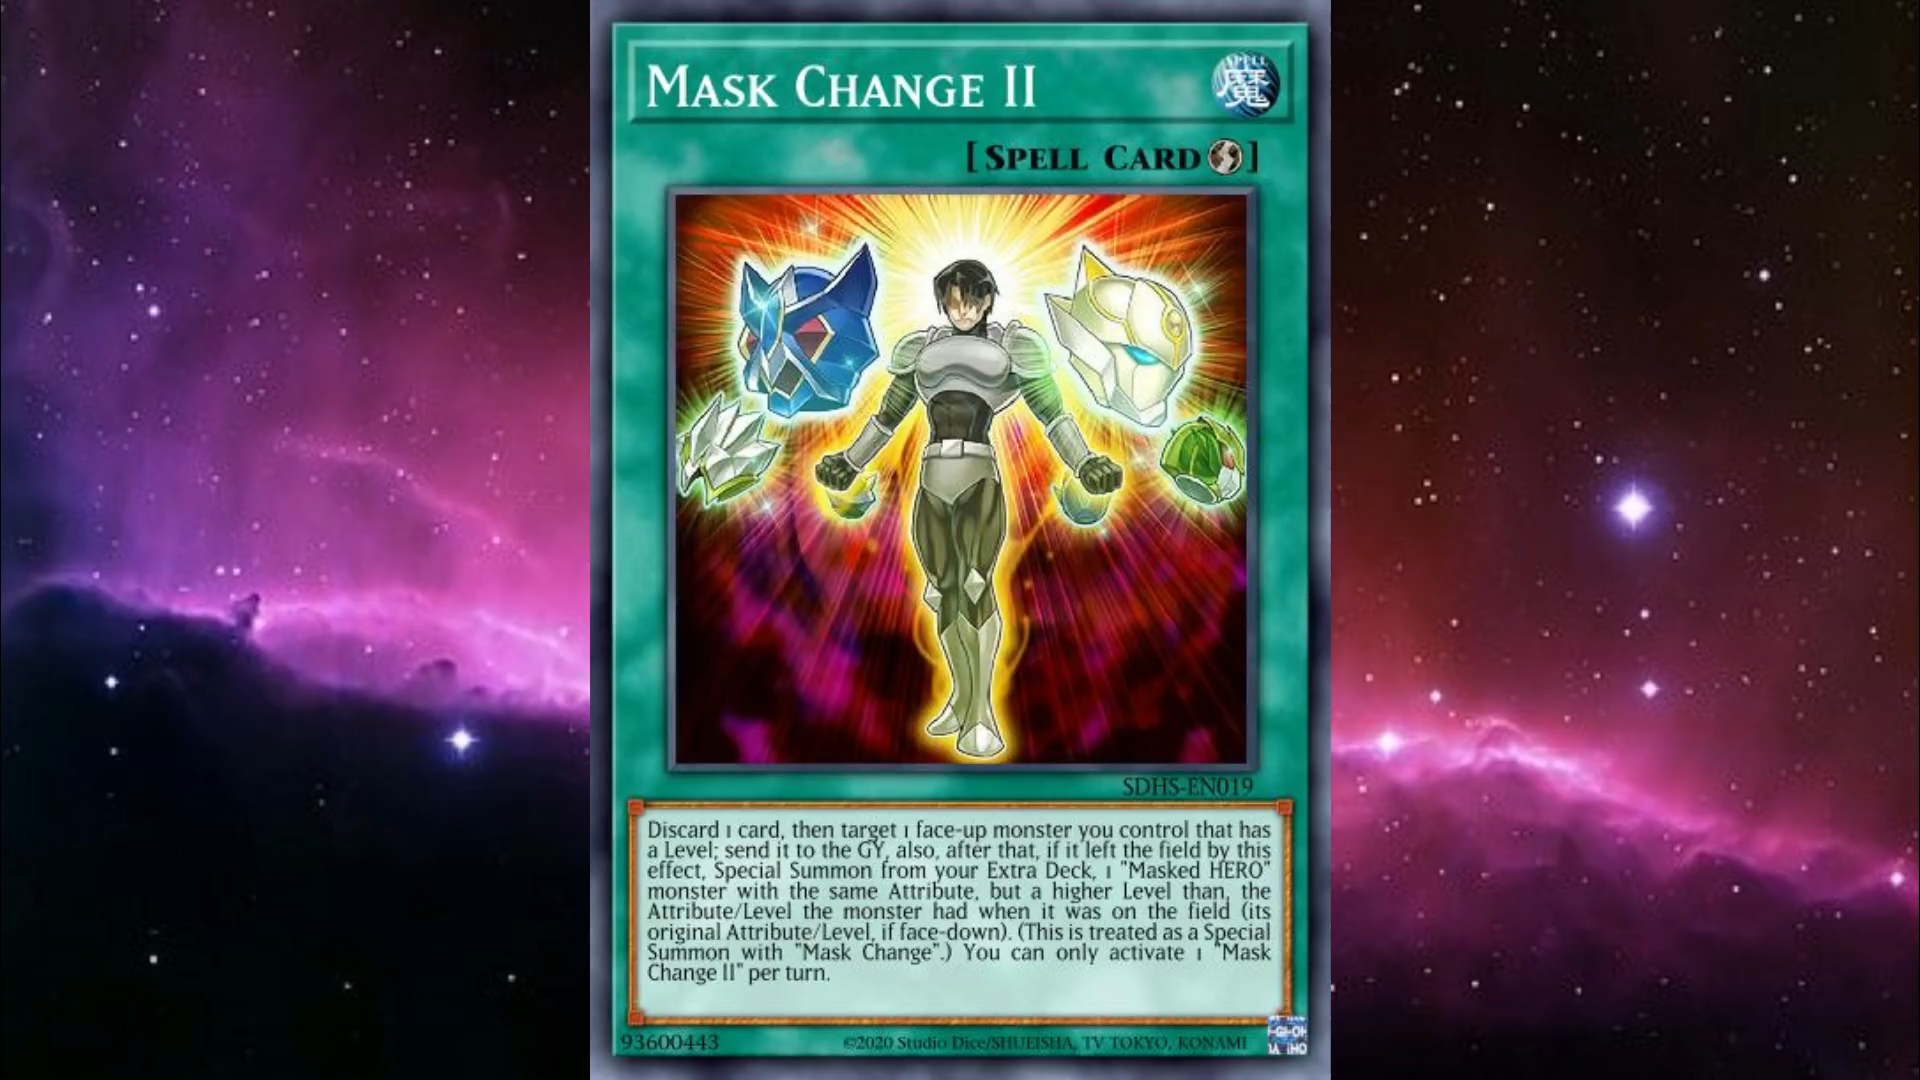 MASK CHANGE II
SPELL
魔
[SPELL CARD]
SDHS-EN019
Discard 1 card, then target 1 face-up monster you control that has
a Level; send it to the GY, also, after that, if it left the field by this
effect, Special Summon from your Extra Deck, 1 "Masked HERO"
monster with the same Attribute, but a higher Level than, the
Attribute/Level the monster had when it was on the field (its
original Attribute/Level, if face-down). (This is treated as a Special
Summon with "Mask Change".) You can only activate 1 "Mask
Change II" per turn.
93600443
©2020 Studio Dice/SHUEISHA, TV TOKYO, KONAMI